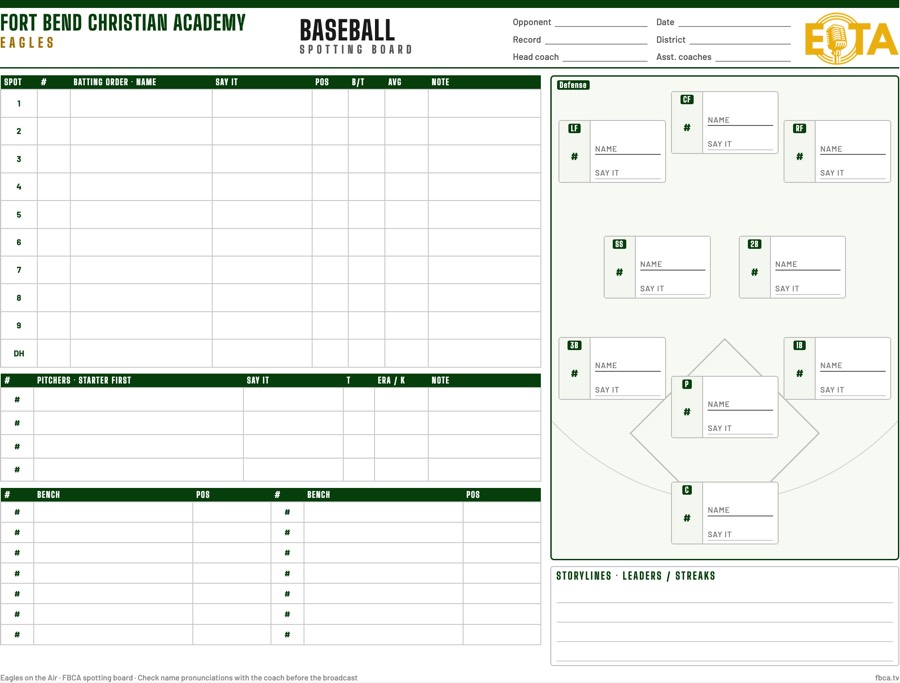 FORT BEND CHRISTIAN ACADEMY
EAGLES
BASEBALL
SPOTTING BOARD
Opponent
Date
Record
District
Head coach
Asst. coaches
EOTA
SPOT # BATTING ORDER · NAME SAY IT POS B/T AVG NOTE
1
2
3
4
5
6
7
8
9
DH
# PITCHERS · STARTER FIRST SAY IT T ERA / K NOTE
#
#
#
#
# BENCH POS # BENCH POS
# #
# #
# #
# #
# #
# #
# #
Defense
CF
#
NAME
SAY IT
LF
#
NAME
SAY IT
RF
#
NAME
SAY IT
SS
#
NAME
SAY IT
2B
#
NAME
SAY IT
3B
#
NAME
SAY IT
1B
#
NAME
SAY IT
P
#
NAME
SAY IT
C
#
NAME
SAY IT
STORYLINES · LEADERS / STREAKS
Eagles on the Air · FBCA spotting board · Check name pronunciations with the coach before the broadcast
fbca.tv